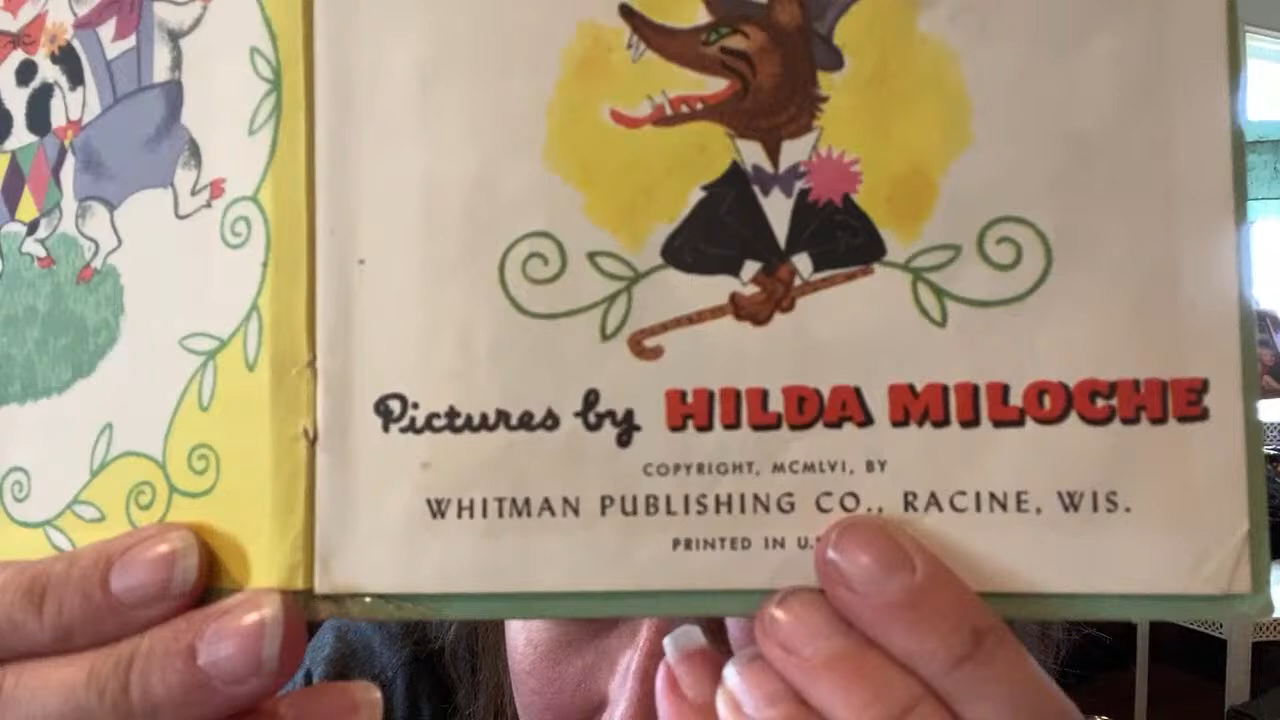 Pictures by HILDA MILOCHE
COPYRIGHT, MCMLVI, BY
WHITMAN PUBLISHING CO., RACINE, WIS.
PRINTED IN